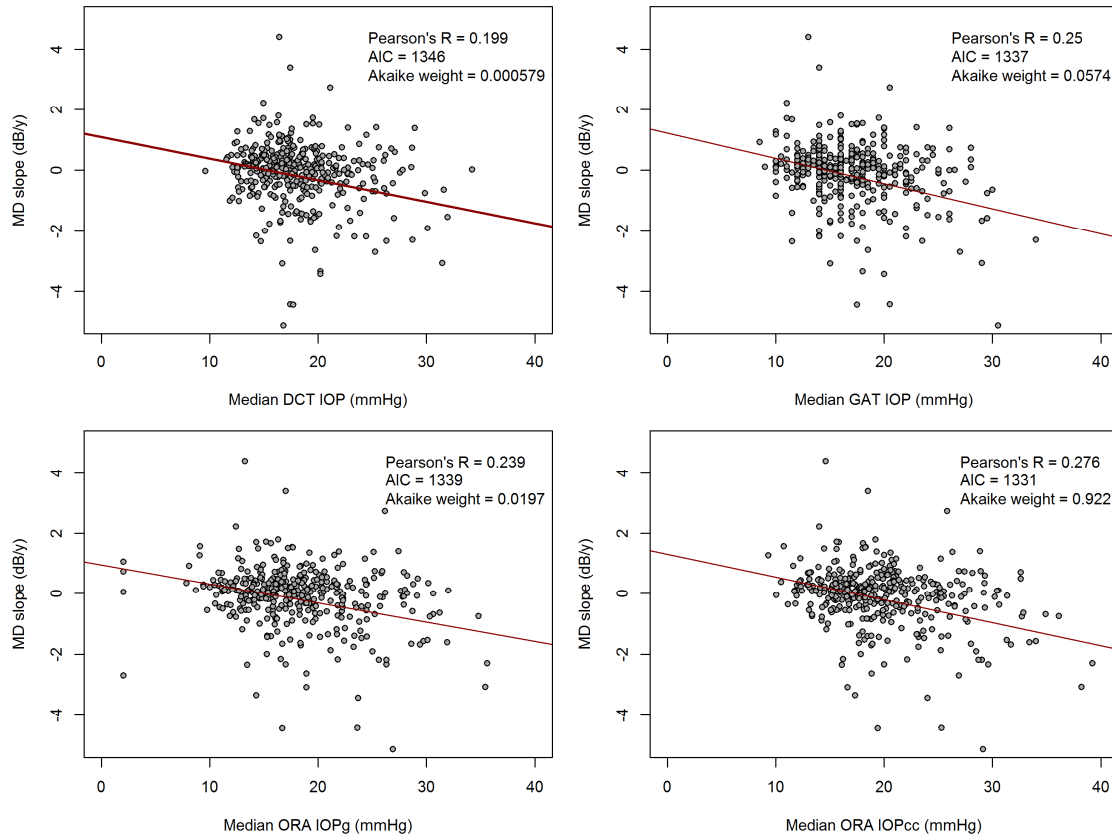 Pearson's R = 0.199
AIC = 1346
Akaike weight = 0.000579
MD slope (dB/y)
4
2
0
-2
-4
0 10 20 30 40
Median DCT IOP (mmHg)
Pearson's R = 0.25
AIC = 1337
Akaike weight = 0.0574
MD slope (dB/y)
4
2
0
-2
-4
0 10 20 30 40
Median GAT IOP (mmHg)
Pearson's R = 0.239
AIC = 1339
Akaike weight = 0.0197
MD slope (dB/y)
4
2
0
-2
-4
0 10 20 30 40
Median ORA IOPg (mmHg)
Pearson's R = 0.276
AIC = 1331
Akaike weight = 0.922
MD slope (dB/y)
4
2
0
-2
-4
0 10 20 30 40
Median ORA IOPcc (mmHg)